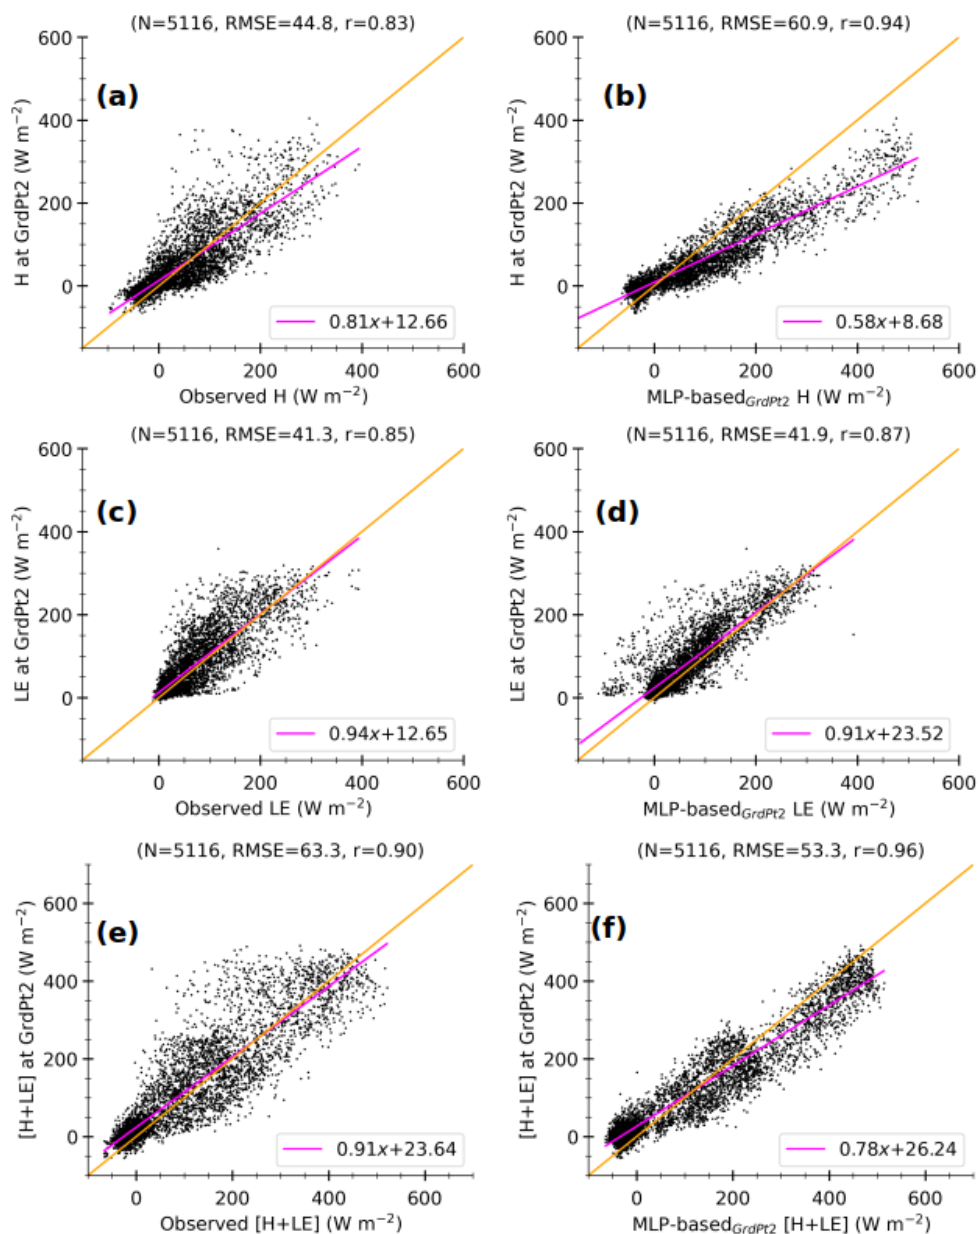 (N=5116, RMSE=44.8, r=0.83)
(a)
H at GrdPt2 (W m⁻²)
600
400
200
0
0.81x+12.66
0 200 400 600
Observed H (W m⁻²)
(N=5116, RMSE=60.9, r=0.94)
(b)
H at GrdPt2 (W m⁻²)
600
400
200
0
0.58x+8.68
0 200 400 600
MLP-based_GrdPt2 H (W m⁻²)
(N=5116, RMSE=41.3, r=0.85)
(c)
LE at GrdPt2 (W m⁻²)
600
400
200
0
0.94x+12.65
0 200 400 600
Observed LE (W m⁻²)
(N=5116, RMSE=41.9, r=0.87)
(d)
LE at GrdPt2 (W m⁻²)
600
400
200
0
0.91x+23.52
0 200 400 600
MLP-based_GrdPt2 LE (W m⁻²)
(N=5116, RMSE=63.3, r=0.90)
(e)
[H+LE] at GrdPt2 (W m⁻²)
600
400
200
0
0.91x+23.64
0 200 400 600
Observed [H+LE] (W m⁻²)
(N=5116, RMSE=53.3, r=0.96)
(f)
[H+LE] at GrdPt2 (W m⁻²)
600
400
200
0
0.78x+26.24
0 200 400 600
MLP-based_GrdPt2 [H+LE] (W m⁻²)